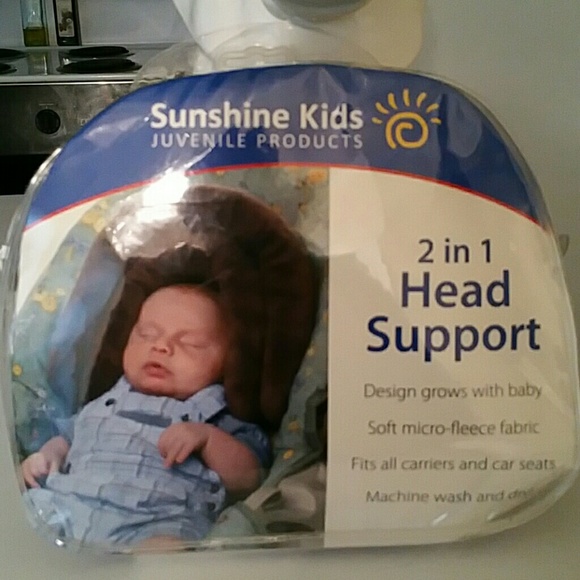 Sunshine Kids
JUVENILE PRODUCTS
2 in 1
Head
Support
Design grows with baby
Soft micro-fleece fabric
Fits all carriers and car seats
Machine wash and